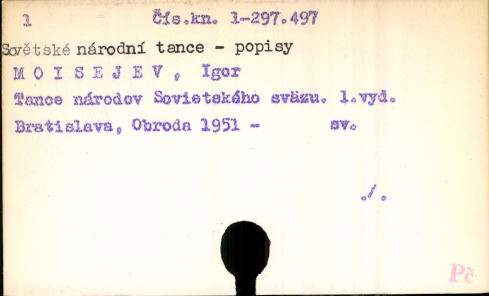 1 Čís.kn. 1-297.497
Sovětské národní tance - popisy
M O I S E J E V , Igor
Tance národov Sovietského sväzu. 1.vyd.
Bratislava, Obroda 1951 - sv.
./.
Pč